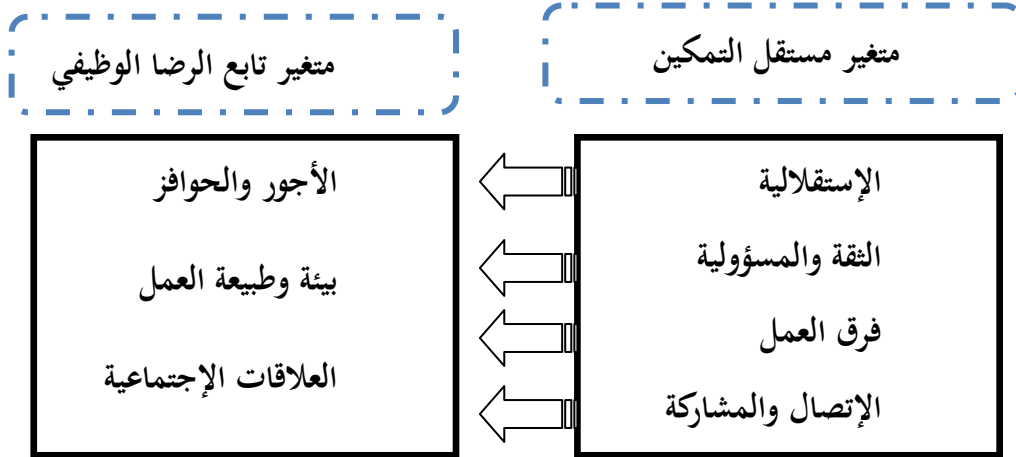 متغير مستقل التمكين
متغير تابع الرضا الوظيفي
الإستقلالية
الثقة والمسؤولية
فرق العمل
الإتصال والمشاركة
الأجور والحوافز
بيئة وطبيعة العمل
العلاقات الإجتماعية